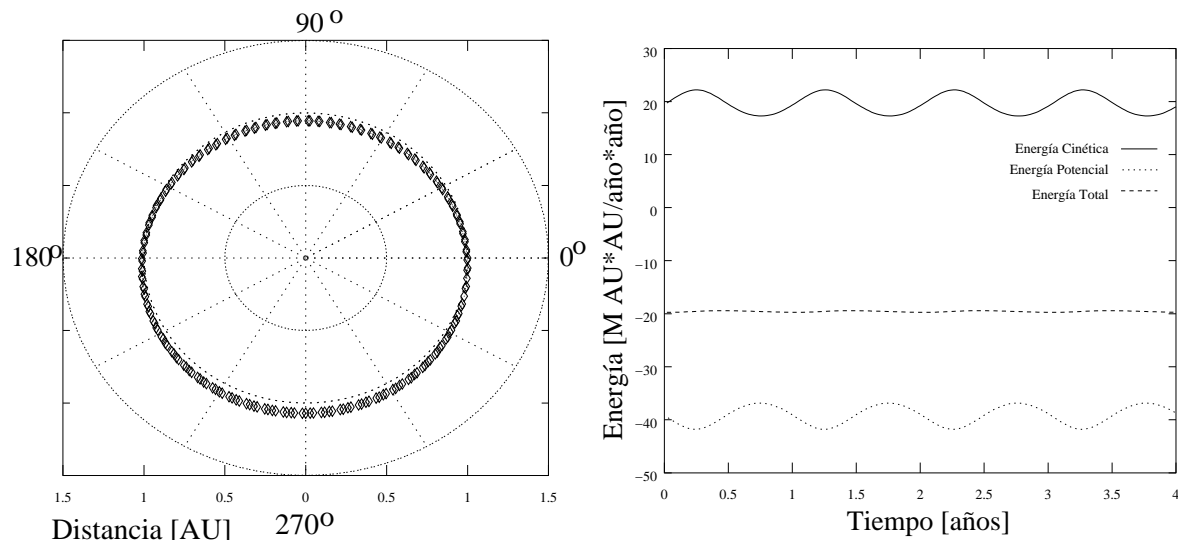 90 o
180o
0o
1.5
1
0.5
0
0.5
1
1.5
Distancia [AU]
270o
Energía [M AU*AU/año*año]
30
20
10
0
−10
−20
−30
−40
−50
Energía Cinética
Energía Potencial
Energía Total
0
0.5
1
1.5
2
2.5
3
3.5
4
Tiempo [años]